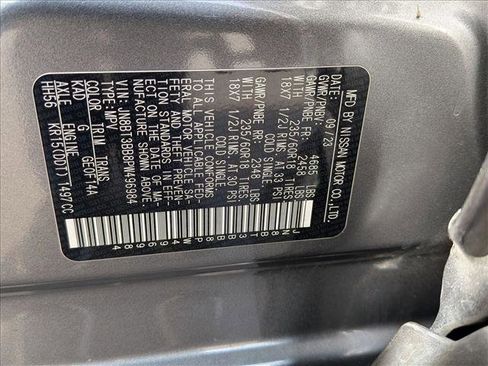 MFD. BY NISSAN MOTOR CO., LTD.
DATE: 09/23
GVWR/PNBV: 4685 LBS
GAWR/PNBE FR: 2458 LBS
WITH 235/60R18 TIRES
18X7 1/2J RIMS, AT 33 PSI
COLD SINGLE
GAWR/PNBE RR: 2348 LBS
WITH 235/60R18 TIRES
18X7 1/2J RIMS, AT 30 PSI
COLD SINGLE.
THIS VEHICLE CONFORMS
TO ALL APPLICABLE FED-
ERAL MOTOR VEHICLE SA-
FETY AND THEFT PREVEN-
TION STANDARDS IN EFF-
ECT ON THE DATE OF MA-
NUFACTURE SHOWN ABOVE.
VIN: JN8BT3BB8PW496984
JN8BT3BB8PW496984
TYPE: MPV
COLOR TRIM TRANS.
KAD G GE0FT4A
AXLE ENGINE
HH56 KR15(DDT) 1497CC